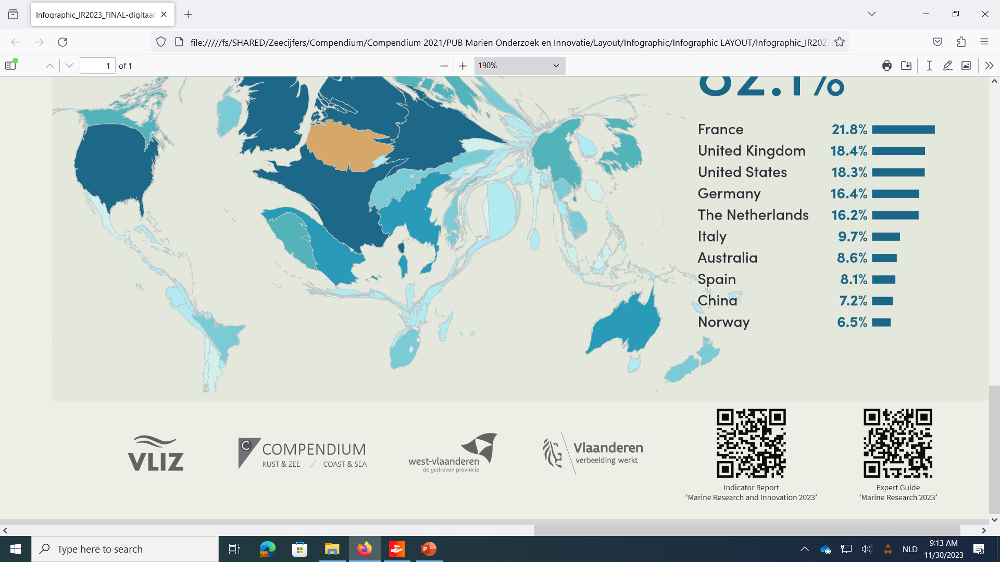 Infographic_IR2023_FINAL-digitaal
file://///fs/SHARED/Zeecijfers/Compendium/Compendium 2021/PUB Marien Onderzoek en Innovatie/Layout/Infographic/Infographic LAYOUT/Infographic_IR2023
1 of 1
190%
82.1%
France 21.8%
United Kingdom 18.4%
United States 18.3%
Germany 16.4%
The Netherlands 16.2%
Italy 9.7%
Australia 8.6%
Spain 8.1%
China 7.2%
Norway 6.5%
VLIZ
C COMPENDIUM
KUST & ZEE / COAST & SEA
west-vlaanderen
de gedreven provincie
Vlaanderen
verbeelding werkt
Indicator Report
‘Marine Research and Innovation 2023’
Expert Guide
‘Marine Research 2023’
Type here to search
P
NLD
9:13 AM
11/30/2023